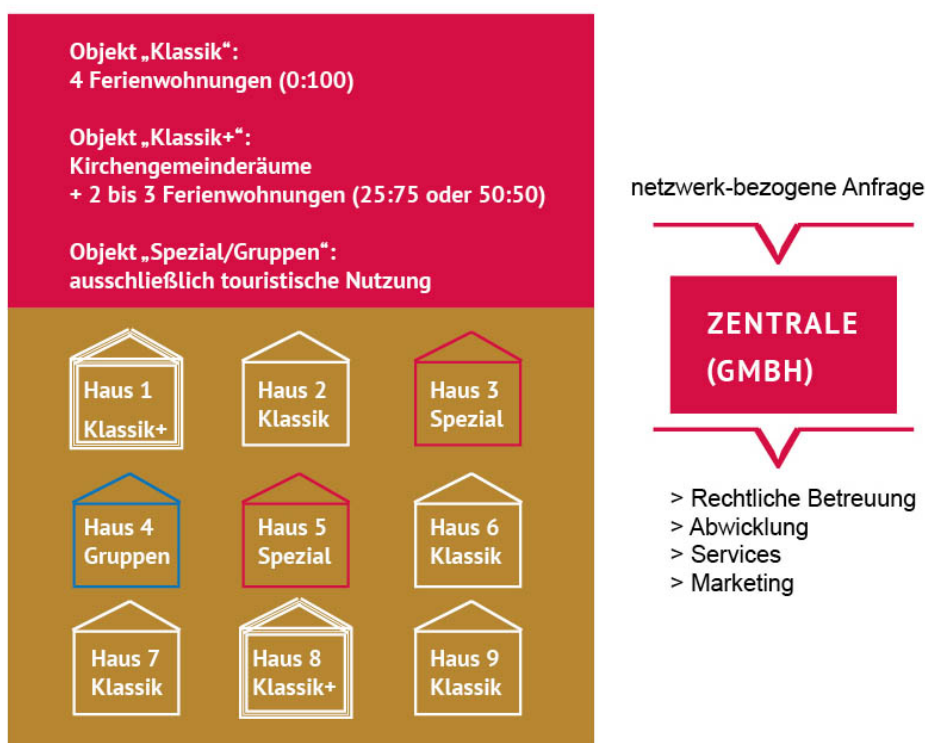 Objekt „Klassik“:
4 Ferienwohnungen (0:100)
Objekt „Klassik+“:
Kirchengemeinderäume
+ 2 bis 3 Ferienwohnungen (25:75 oder 50:50)
Objekt „Spezial/Gruppen“:
ausschließlich touristische Nutzung
Haus 1
Klassik+
Haus 2
Klassik
Haus 3
Spezial
Haus 4
Gruppen
Haus 5
Spezial
Haus 6
Klassik
Haus 7
Klassik
Haus 8
Klassik+
Haus 9
Klassik
netzwerk-bezogene Anfrage
ZENTRALE
(GMBH)
> Rechtliche Betreuung
> Abwicklung
> Services
> Marketing